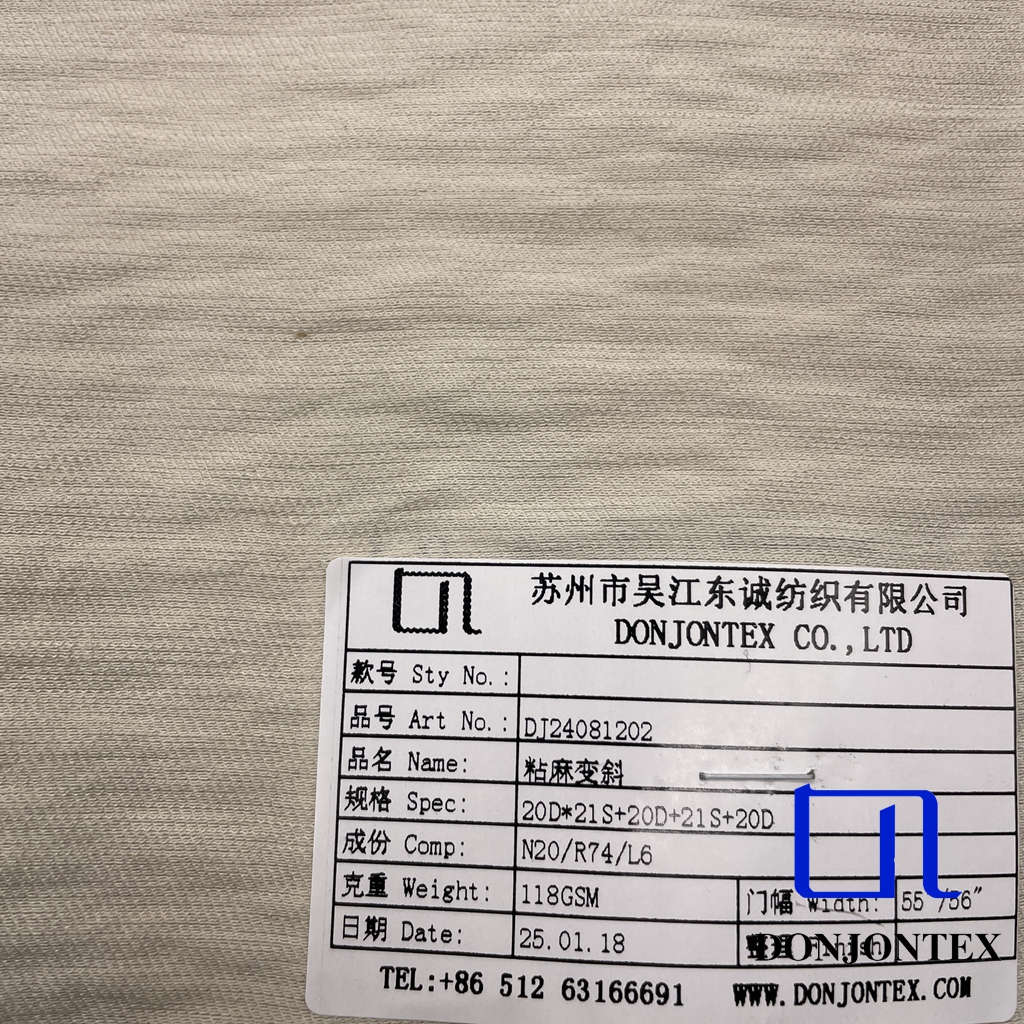 苏州市吴江东诚纺织有限公司
DONJONTEX CO.,LTD
款号 Sty No.:
品号 Art No.: DJ24081202
品名 Name: 粘麻变斜
规格 Spec: 20D*21S+20D+21S+20D
成份 Comp: N20/R74/L6
克重 Weight: 118GSM 门幅 Width: 55"/56"
日期 Date: 25.01.18 Finish
DONJONTEX
TEL:+86 512 63166691 WWW.DONJONTEX.COM